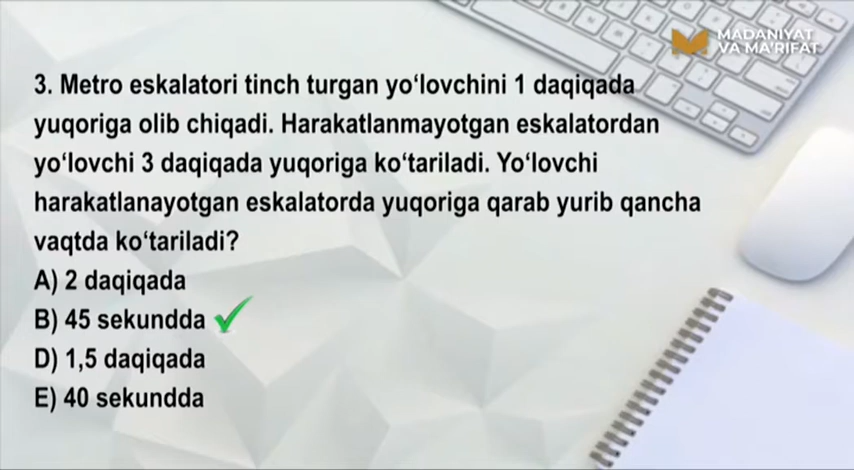 MADANIYAT
VA MA'RIFAT
3. Metro eskalatori tinch turgan yo‘lovchini 1 daqiqada
yuqoriga olib chiqadi. Harakatlanmayotgan eskalatordan
yo‘lovchi 3 daqiqada yuqoriga ko‘tariladi. Yo‘lovchi
harakatlanayotgan eskalatorda yuqoriga qarab yurib qancha
vaqtda ko‘tariladi?
A) 2 daqiqada
B) 45 sekundda
D) 1,5 daqiqada
E) 40 sekundda